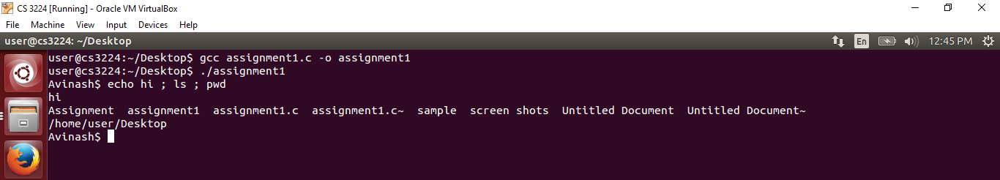 CS 3224 [Running] - Oracle VM VirtualBox
File Machine View Input Devices Help
user@cs3224: ~/Desktop En 12:45 PM
user@cs3224:~/Desktop$ gcc assignment1.c -o assignment1
user@cs3224:~/Desktop$ ./assignment1
Avinash$ echo hi ; ls ; pwd
hi
Assignment  assignment1  assignment1.c  assignment1.c~  sample  screen shots  Untitled Document  Untitled Document~
/home/user/Desktop
Avinash$